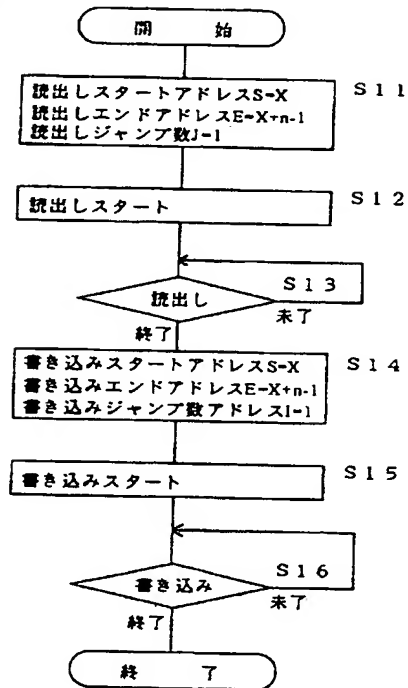 開 始
読出しスタートアドレスS=X
読出しエンドアドレスE=X+n-1
読出しジャンプ数J=1
S11
読出しスタート
S12
S13
読出し
未了
終了
書き込みスタートアドレスS=X
書き込みエンドアドレスE=X+n-1
書き込みジャンプ数アドレスI=1
S14
書き込みスタート
S15
S16
書き込み
未了
終了
終 了